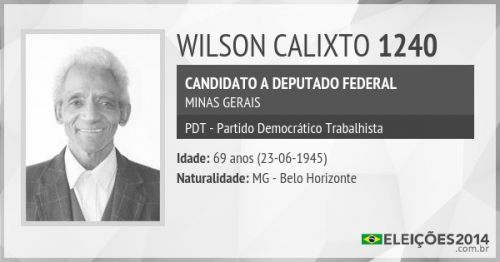 WILSON CALIXTO 1240
CANDIDATO A DEPUTADO FEDERAL
MINAS GERAIS
PDT - Partido Democrático Trabalhista
Idade: 69 anos (23-06-1945)
Naturalidade: MG - Belo Horizonte
ELEIÇÕES2014
.com.br